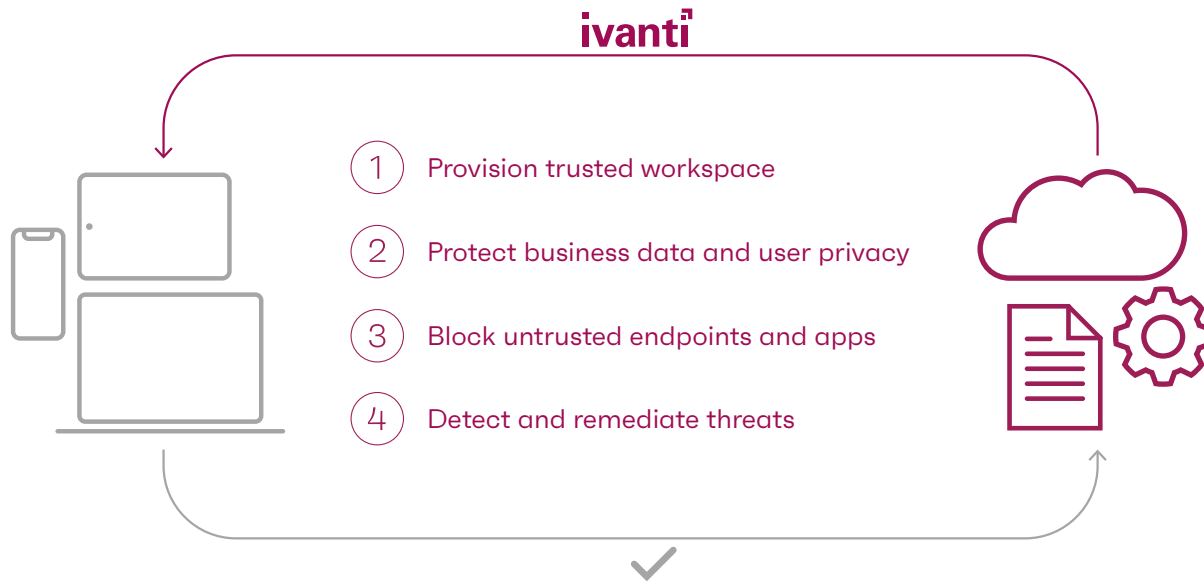 ivanti
1 Provision trusted workspace
2 Protect business data and user privacy
3 Block untrusted endpoints and apps
4 Detect and remediate threats